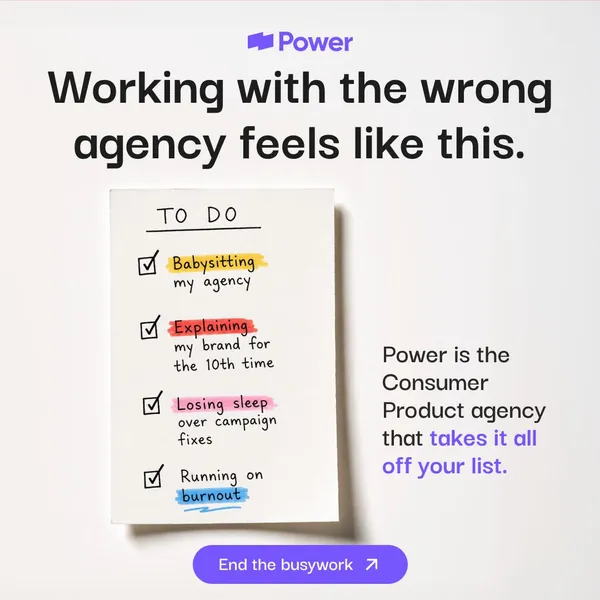 Power
Working with the wrong
agency feels like this.
TO DO
Babysitting
my agency
Explaining
my brand for
the 10th time
Losing sleep
over campaign
fixes
Running on
burnout
Power is the
Consumer
Product agency
that takes it all
off your list.
End the busywork